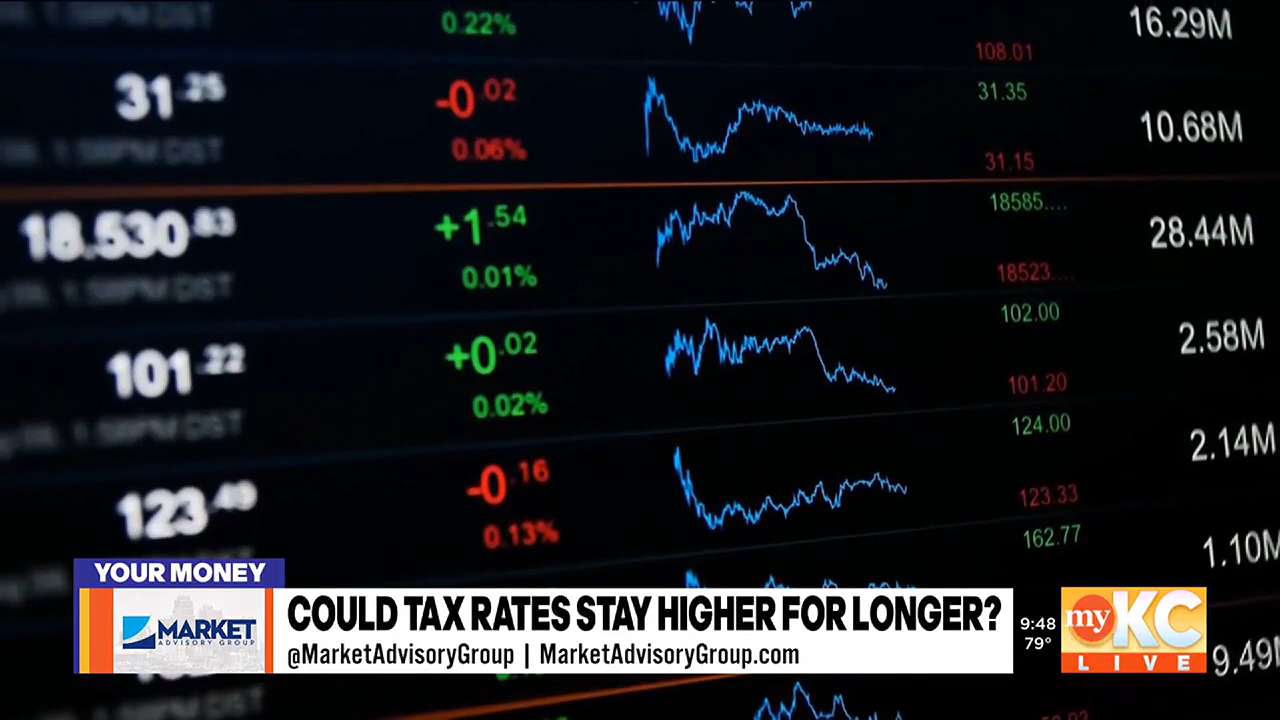 0.22%
16.29M
108.01
31.25
-0.02
31.35
10.68M
0.06%
31.15
18,530.83
+1.54
18585....
28.44M
0.01%
18523....
101.22
+0.02
102.00
2.58M
0.02%
101.20
123.49
-0.16
124.00
2.14M
0.13%
123.33
162.77
1.10M
YOUR MONEY
MARKET
ADVISORY GROUP
COULD TAX RATES STAY HIGHER FOR LONGER?
@MarketAdvisoryGroup | MarketAdvisoryGroup.com
9:48
79°
my KC
LIVE